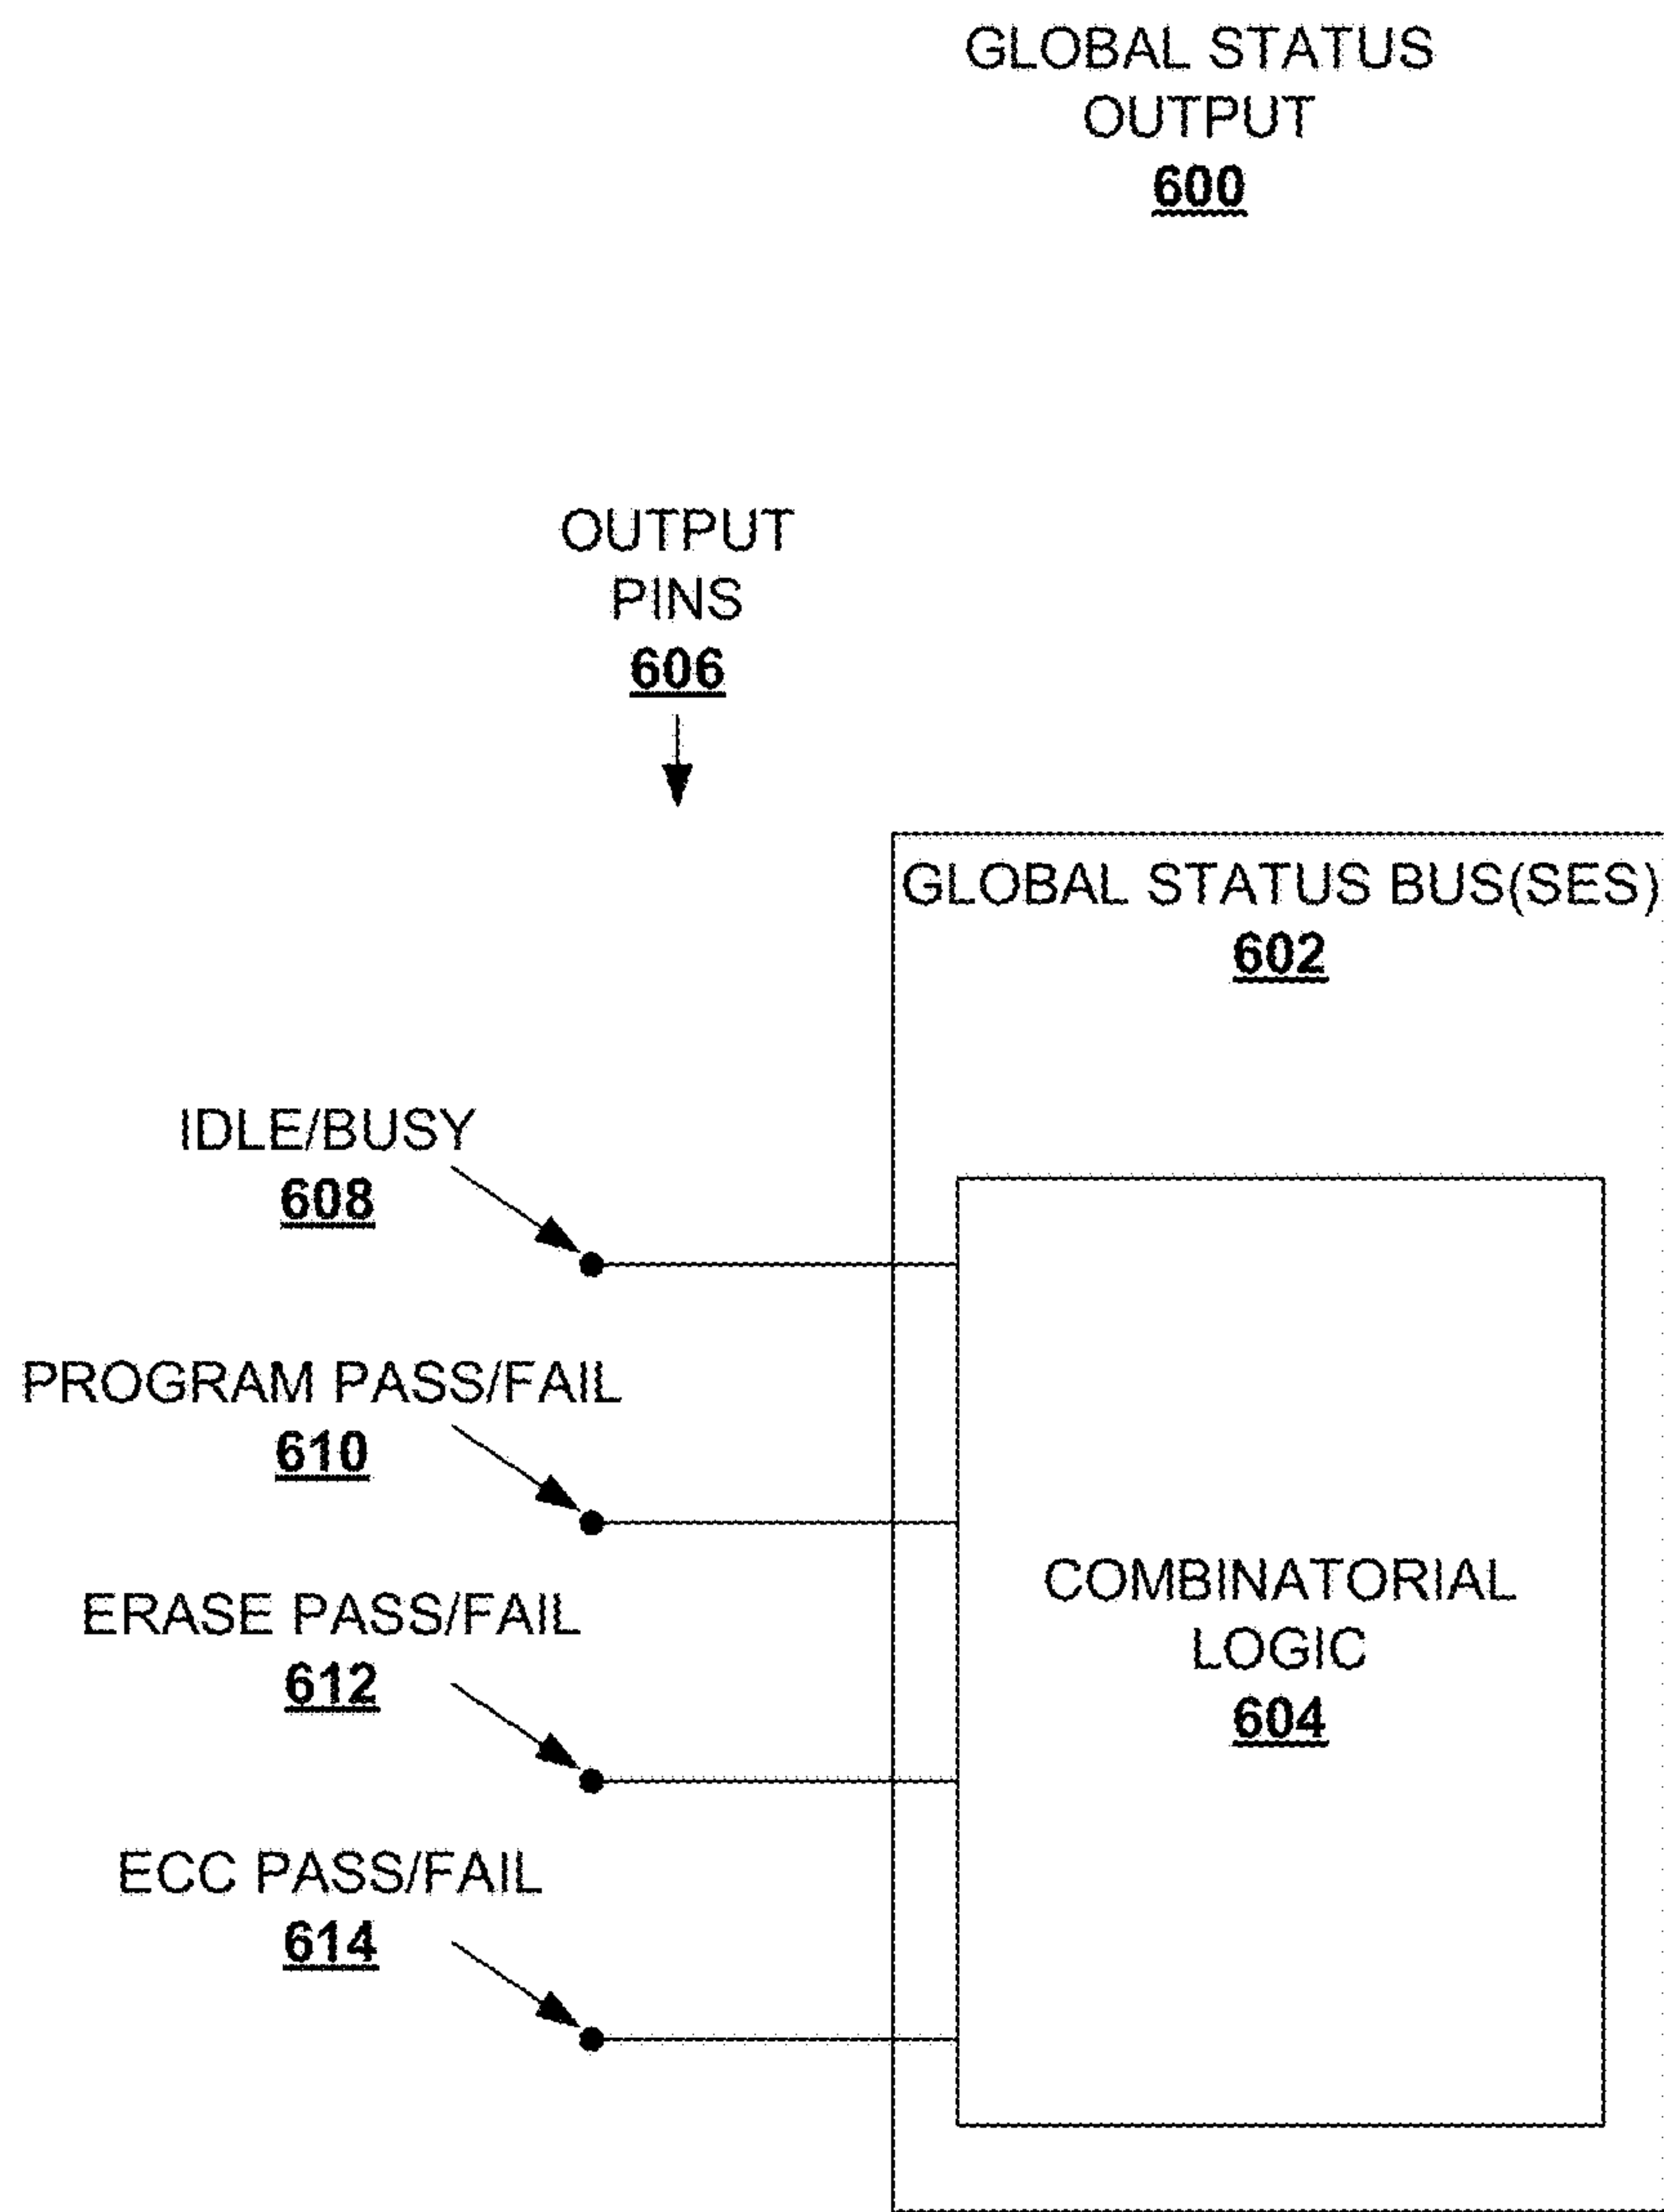 GLOBAL STATUS
OUTPUT
600
OUTPUT
PINS
606
GLOBAL STATUS BUS(SES)
602
IDLE/BUSY
608
PROGRAM PASS/FAIL
610
ERASE PASS/FAIL
612
ECC PASS/FAIL
614
COMBINATORIAL
LOGIC
604